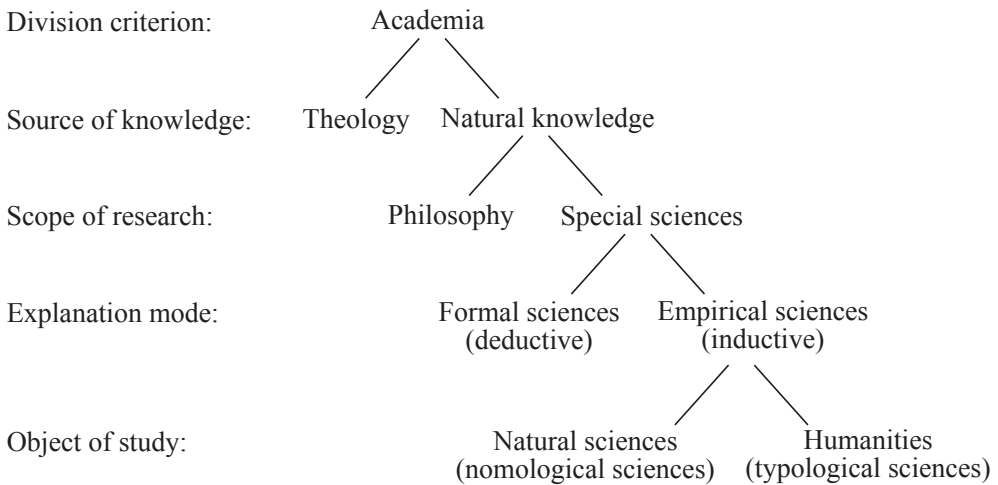 Division criterion: Academia
Source of knowledge: Theology Natural knowledge
Scope of research: Philosophy Special sciences
Explanation mode: Formal sciences Empirical sciences
(deductive) (inductive)
Object of study: Natural sciences Humanities
(nomological sciences) (typological sciences)